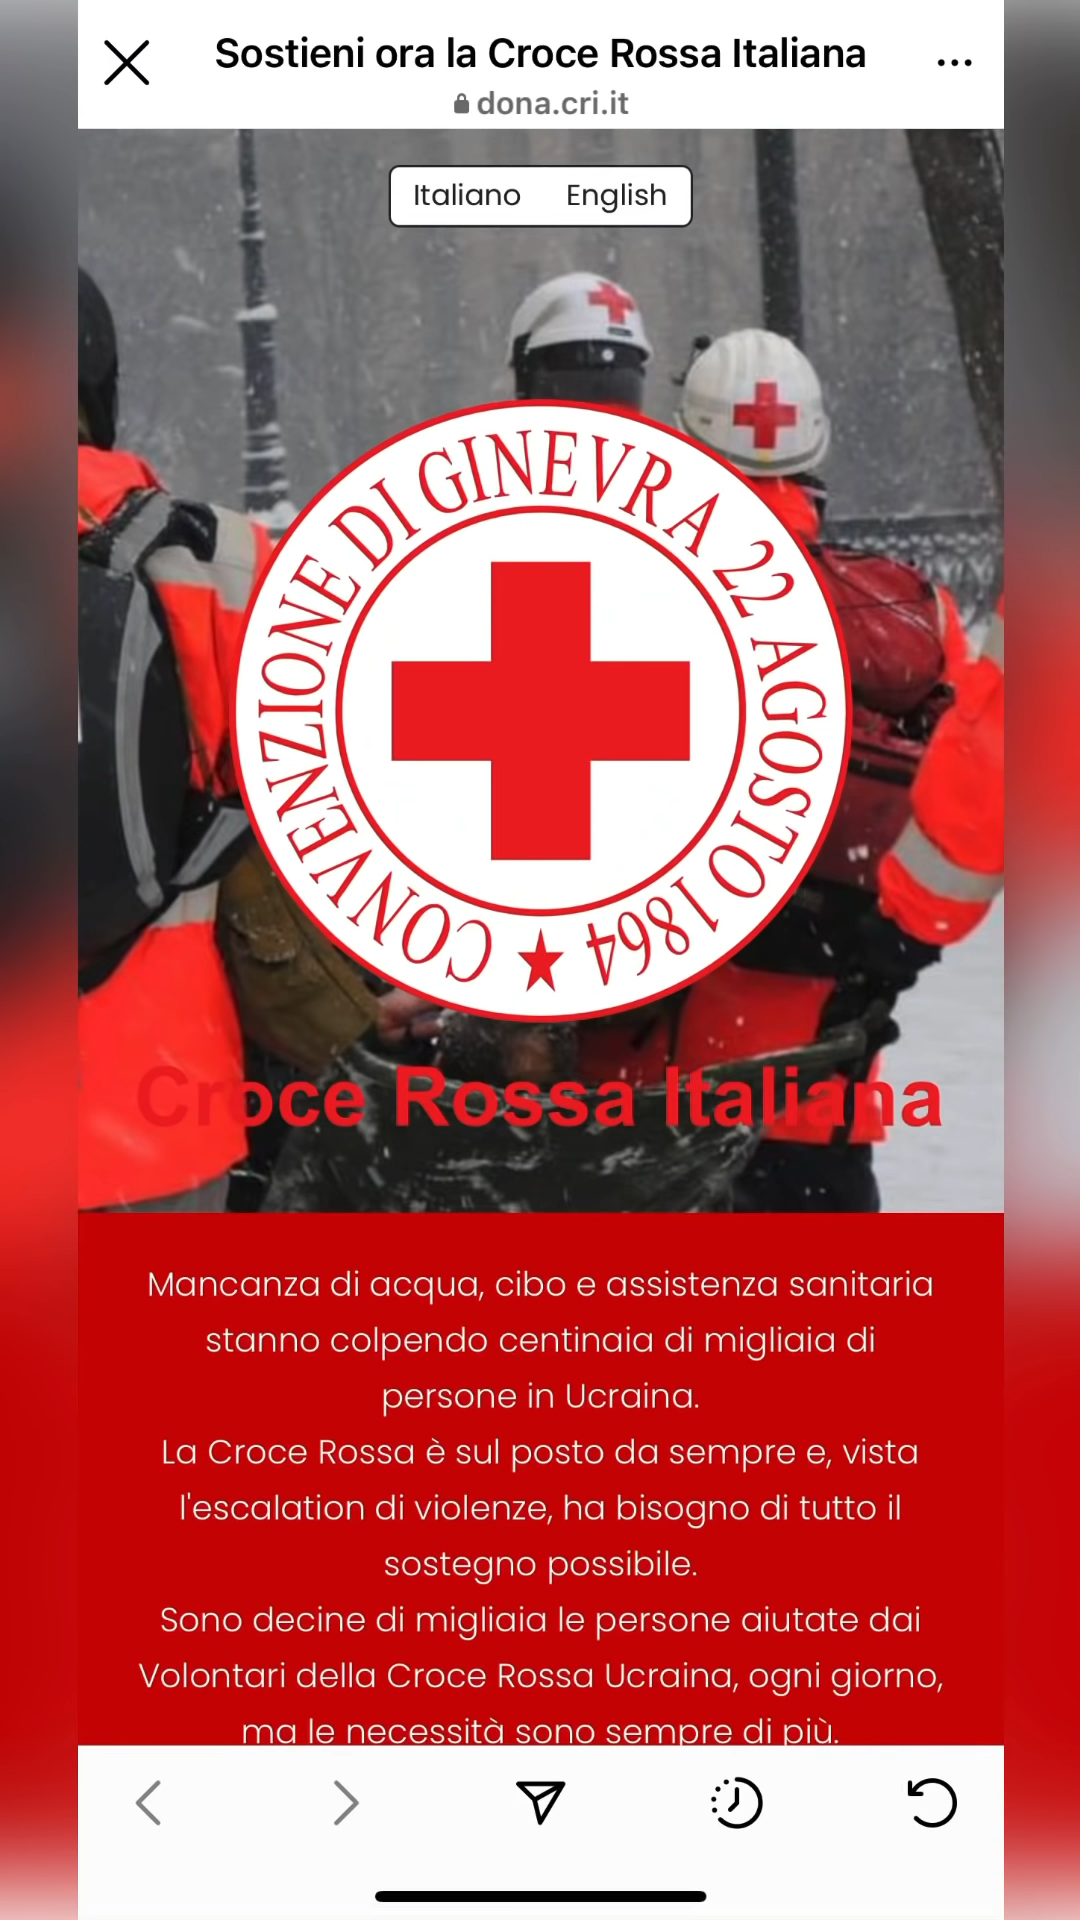 Sostieni ora la Croce Rossa Italiana
dona.cri.it
Italiano English
CONVENZIONE DI GINEVRA 22 AGOSTO 1864
Croce Rossa Italiana
Mancanza di acqua, cibo e assistenza sanitaria
stanno colpendo centinaia di migliaia di
persone in Ucraina.
La Croce Rossa è sul posto da sempre e, vista
l'escalation di violenze, ha bisogno di tutto il
sostegno possibile.
Sono decine di migliaia le persone aiutate dai
Volontari della Croce Rossa Ucraina, ogni giorno,
ma le necessità sono sempre di più.